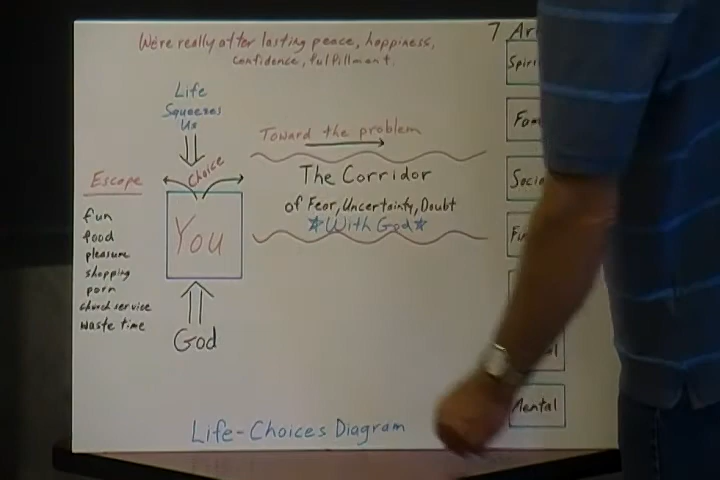 We're really after lasting peace, happiness,
confidence, fulfillment.
7 Ar
Life
Squeezes
Us
Choice
Toward the problem
The Corridor
of Fear, Uncertainty, Doubt
☆With God☆
Escape
fun
food
pleasure
shopping
porn
church service
waste time
You
God
Life-Choices Diagram
Spiri
Fam
Socia
Fi
al
Mental